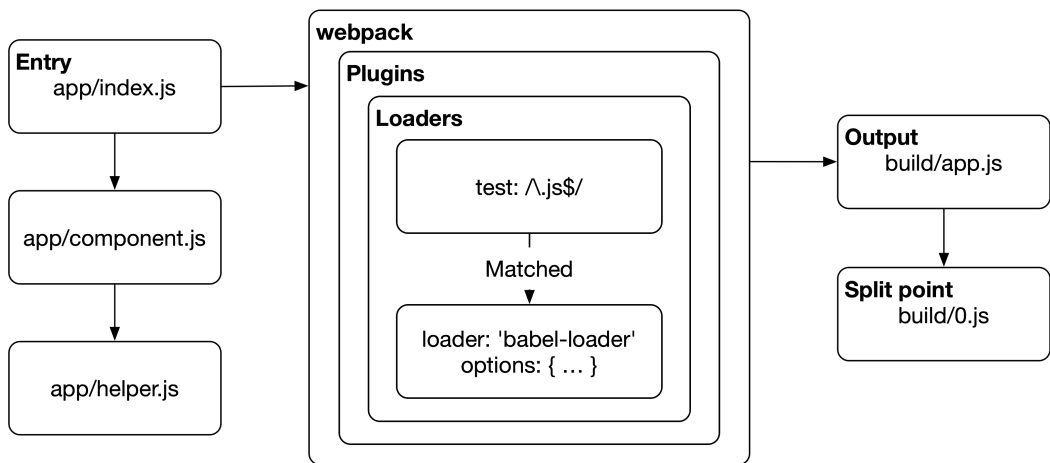 Entry
app/index.js
app/component.js
app/helper.js
webpack
Plugins
Loaders
test: /\.js$/
Matched
loader: 'babel-loader'
options: { … }
Output
build/app.js
Split point
build/0.js